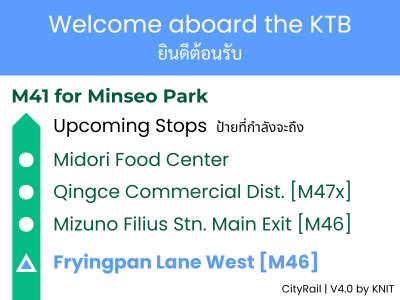 Welcome aboard the KTB
ยินดีต้อนรับ
M41 for Minseo Park
Upcoming Stops ป้ายที่กำลังจะถึง
Midori Food Center
Qingce Commercial Dist. [M47x]
Mizuno Filius Stn. Main Exit [M46]
Fryingpan Lane West [M46]
CityRail | V4.0 by KNIT